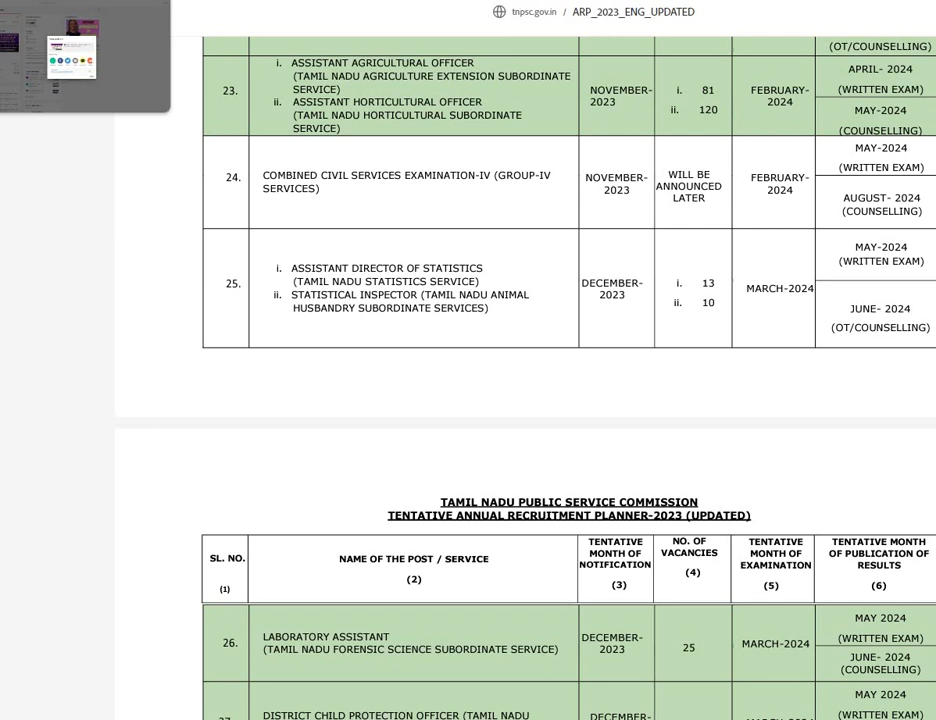 tnpsc.gov.in / ARP_2023_ENG_UPDATED
(OT/COUNSELLING)
23.
i. ASSISTANT AGRICULTURAL OFFICER
(TAMIL NADU AGRICULTURE EXTENSION SUBORDINATE
SERVICE)
ii. ASSISTANT HORTICULTURAL OFFICER
(TAMIL NADU HORTICULTURAL SUBORDINATE
SERVICE)
NOVEMBER-
2023
i. 81
ii. 120
FEBRUARY-
2024
APRIL- 2024
(WRITTEN EXAM)
MAY-2024
(COUNSELLING)
24.
COMBINED CIVIL SERVICES EXAMINATION-IV (GROUP-IV
SERVICES)
NOVEMBER-
2023
WILL BE
ANNOUNCED
LATER
FEBRUARY-
2024
MAY-2024
(WRITTEN EXAM)
AUGUST- 2024
(COUNSELLING)
25.
i. ASSISTANT DIRECTOR OF STATISTICS
(TAMIL NADU STATISTICS SERVICE)
ii. STATISTICAL INSPECTOR (TAMIL NADU ANIMAL
HUSBANDRY SUBORDINATE SERVICES)
DECEMBER-
2023
i. 13
ii. 10
MARCH-2024
MAY-2024
(WRITTEN EXAM)
JUNE- 2024
(OT/COUNSELLING)
TAMIL NADU PUBLIC SERVICE COMMISSION
TENTATIVE ANNUAL RECRUITMENT PLANNER-2023 (UPDATED)
SL. NO.
(1)
NAME OF THE POST / SERVICE
(2)
TENTATIVE
MONTH OF
NOTIFICATION
(3)
NO. OF
VACANCIES
(4)
TENTATIVE
MONTH OF
EXAMINATION
(5)
TENTATIVE MONTH
OF PUBLICATION OF
RESULTS
(6)
26.
LABORATORY ASSISTANT
(TAMIL NADU FORENSIC SCIENCE SUBORDINATE SERVICE)
DECEMBER-
2023
25
MARCH-2024
MAY 2024
(WRITTEN EXAM)
JUNE- 2024
(COUNSELLING)
DISTRICT CHILD PROTECTION OFFICER (TAMIL NADU
DECEMBER-
MAY 2024
(WRITTEN EXAM)